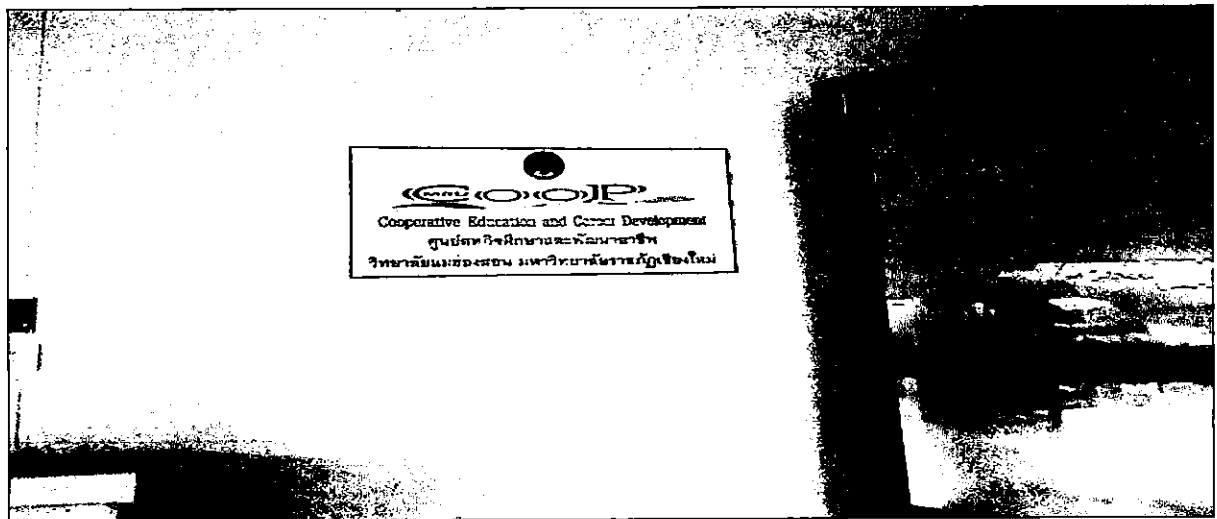 COOP
Cooperative Education and Career Development
ศูนย์สหกิจศึกษาและพัฒนาอาชีพ
วิทยาลัยแม่ฮ่องสอน มหาวิทยาลัยราชภัฏเชียงใหม่